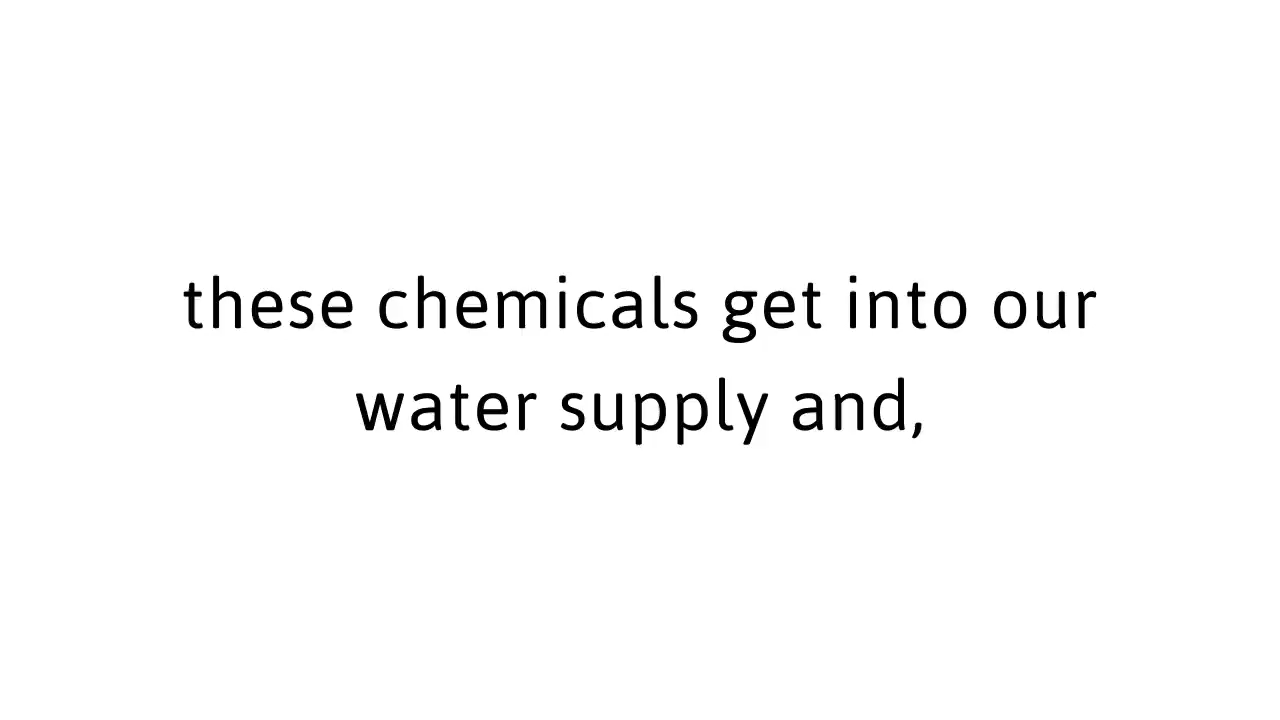 these chemicals get into our
water supply and,